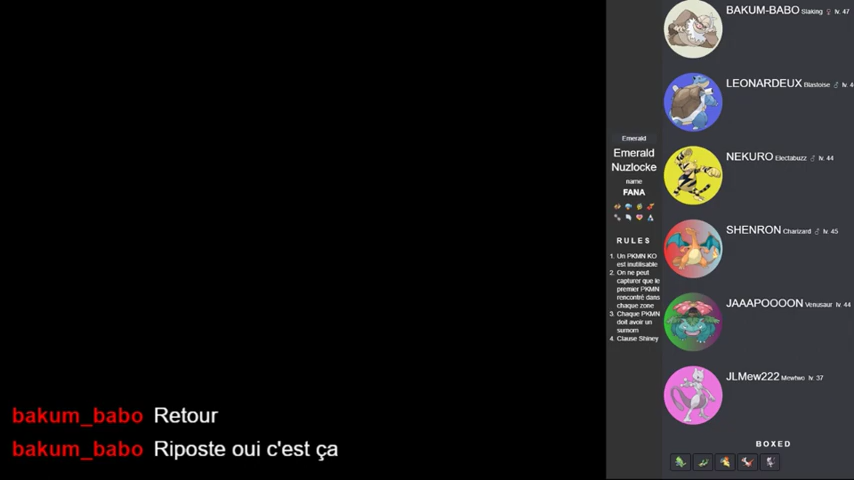 BAKUM-BABO Slaking ♀ lv. 47
LEONARDEUX Blastoise ♂ lv. 4
NEKURO Electabuzz ♂ lv. 44
SHENRON Charizard ♂ lv. 45
JAAAPOOOON Venusaur lv. 44
JLMew222 Mewtwo lv. 37
BOXED
Emerald
Emerald
Nuzlocke
name
FANA
RULES
1. Un PKMN KO
est inutilisable
2. On ne peut
capturer que le
premier PKMN
rencontré dans
chaque zone
3. Chaque PKMN
doit avoir un
surnom
4. Clause Shiney
bakum_babo Retour
bakum_babo Riposte oui c'est ça